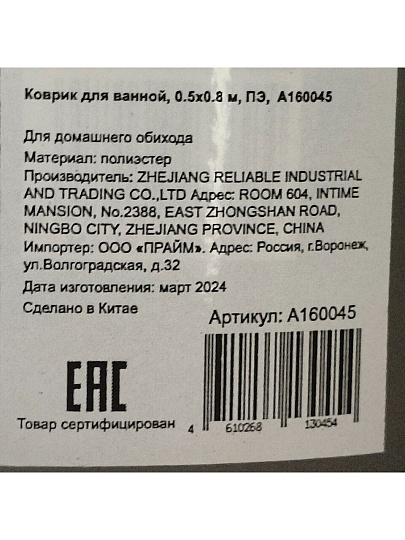 Коврик для ванной, 0.5х0.8 м, ПЭ, А160045
Для домашнего обихода
Материал: полиэстер
Производитель: ZHEJIANG RELIABLE INDUSTRIAL
AND TRADING CO.,LTD Адрес: ROOM 604, INTIME
MANSION, No.2388, EAST ZHONGSHAN ROAD,
NINGBO CITY, ZHEJIANG PROVINCE, CHINA
Импортер: ООО «ПРАЙМ». Адрес: Россия, г.Воронеж,
ул.Волгоградская, д.32
Дата изготовления: март 2024
Сделано в Китае
Артикул: А160045
EAC
Товар сертифицирован
4 610268 130454